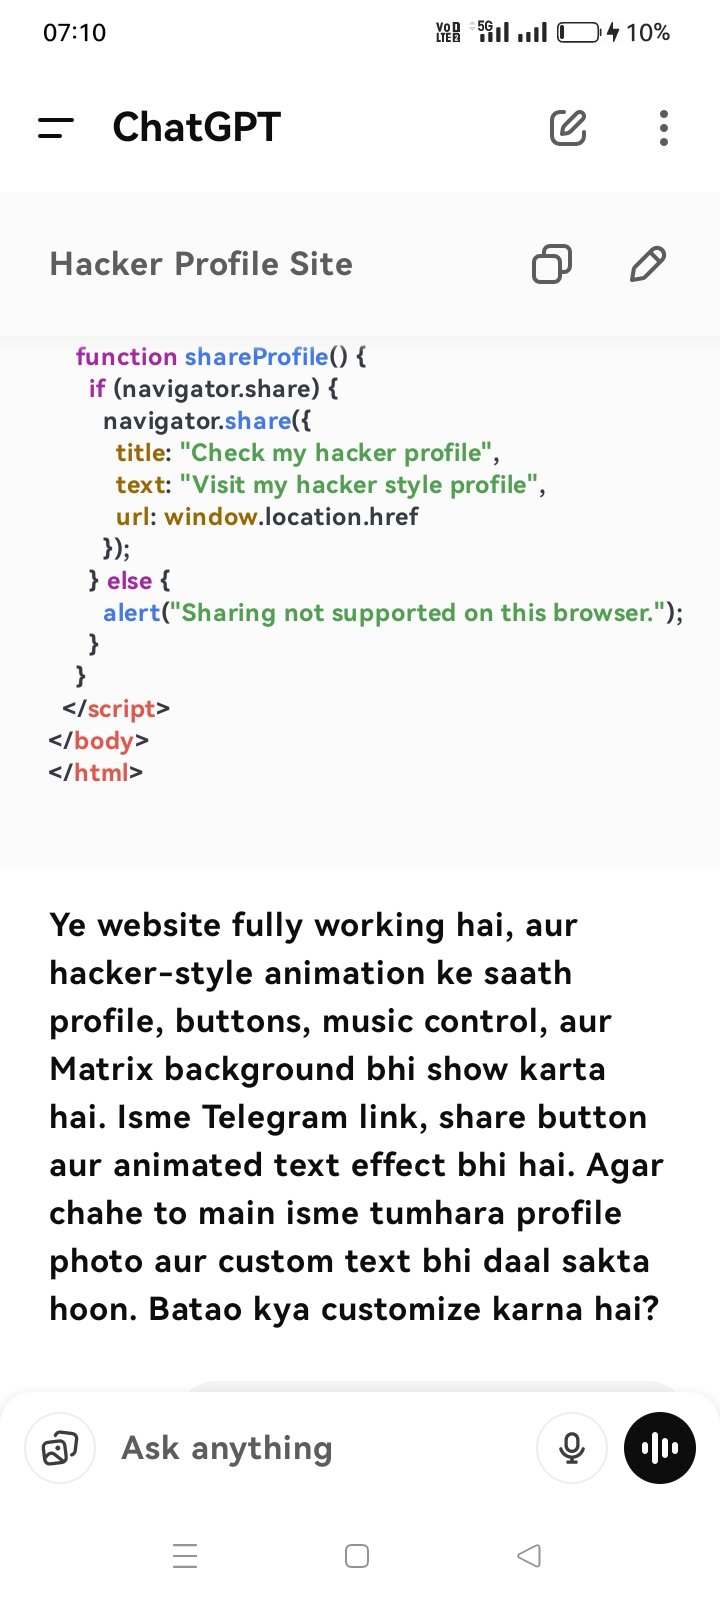 07:10 VoD LTE2 5G 10%
ChatGPT
Hacker Profile Site
function shareProfile() {
if (navigator.share) {
navigator.share({
title: "Check my hacker profile",
text: "Visit my hacker style profile",
url: window.location.href
});
} else {
alert("Sharing not supported on this browser.");
}
}
</script>
</body>
</html>
Ye website fully working hai, aur
hacker-style animation ke saath
profile, buttons, music control, aur
Matrix background bhi show karta
hai. Isme Telegram link, share button
aur animated text effect bhi hai. Agar
chahe to main isme tumhara profile
photo aur custom text bhi daal sakta
hoon. Batao kya customize karna hai?
Ask anything